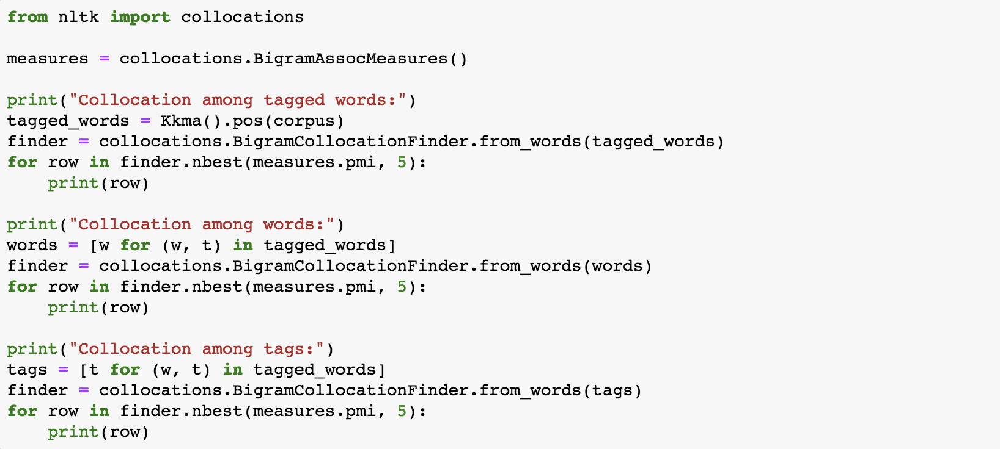 from nltk import collocations
measures = collocations.BigramAssocMeasures()
print("Collocation among tagged words:")
tagged_words = Kkma().pos(corpus)
finder = collocations.BigramCollocationFinder.from_words(tagged_words)
for row in finder.nbest(measures.pmi, 5):
    print(row)
print("Collocation among words:")
words = [w for (w, t) in tagged_words]
finder = collocations.BigramCollocationFinder.from_words(words)
for row in finder.nbest(measures.pmi, 5):
    print(row)
print("Collocation among tags:")
tags = [t for (w, t) in tagged_words]
finder = collocations.BigramCollocationFinder.from_words(tags)
for row in finder.nbest(measures.pmi, 5):
    print(row)